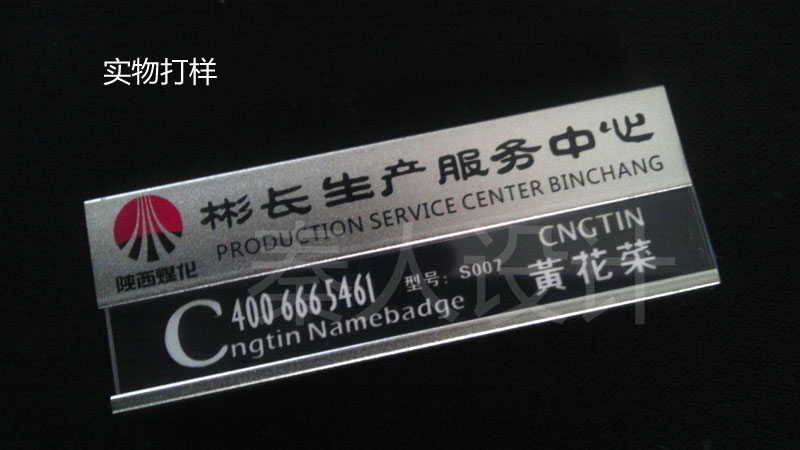 实物打样
彬长生产服务中心
PRODUCTION SERVICE CENTER BINCHANG
陕西煤化
400 666 5461
Cngtin Namebadge
型号: S007
CNGTIN
黄花菜
秦人设计